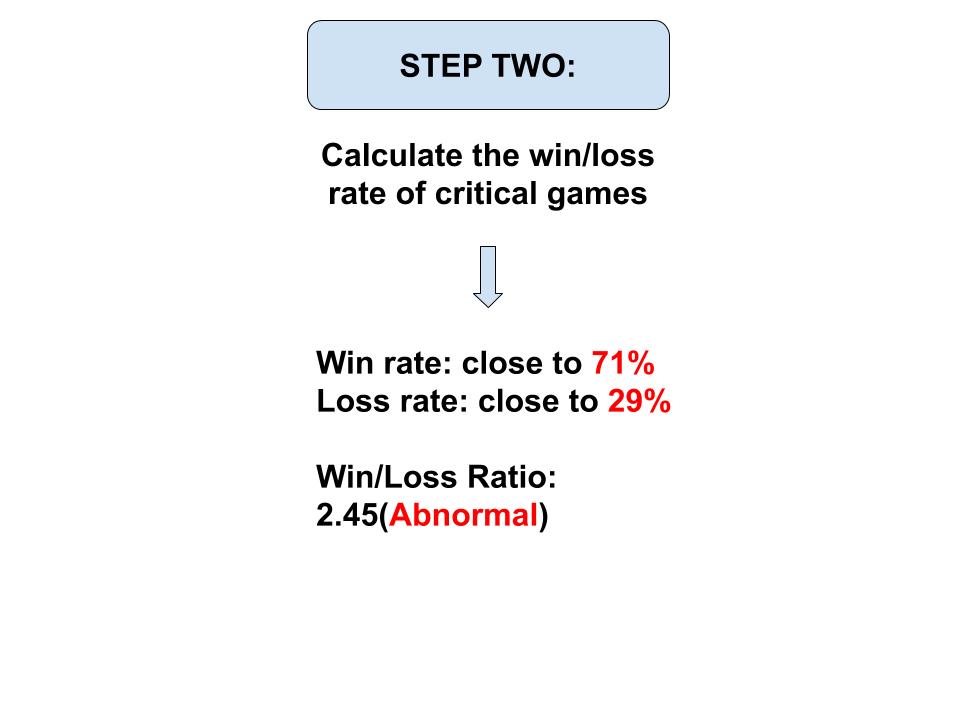 STEP TWO:
Calculate the win/loss
rate of critical games
Win rate: close to 71%
Loss rate: close to 29%
Win/Loss Ratio:
2.45(Abnormal)